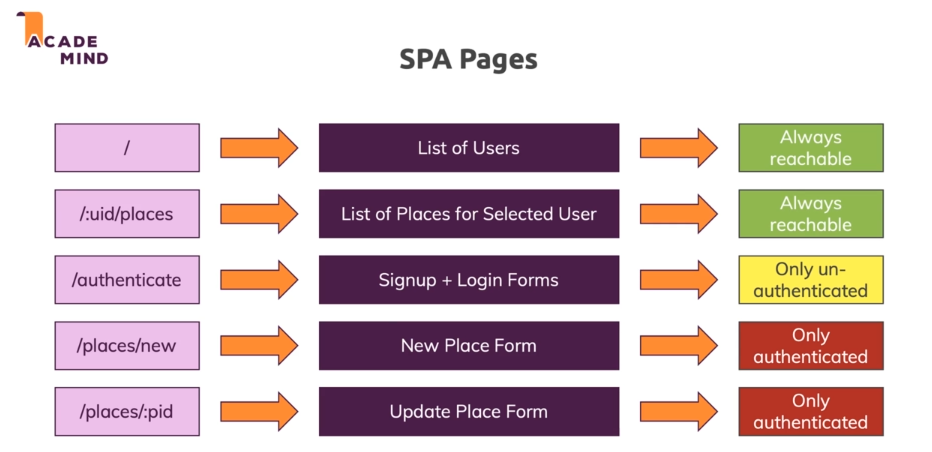 ACADE
MIND
SPA Pages
/
List of Users
Always
reachable
/:uid/places
List of Places for Selected User
Always
reachable
/authenticate
Signup + Login Forms
Only un-
authenticated
/places/new
New Place Form
Only
authenticated
/places/:pid
Update Place Form
Only
authenticated